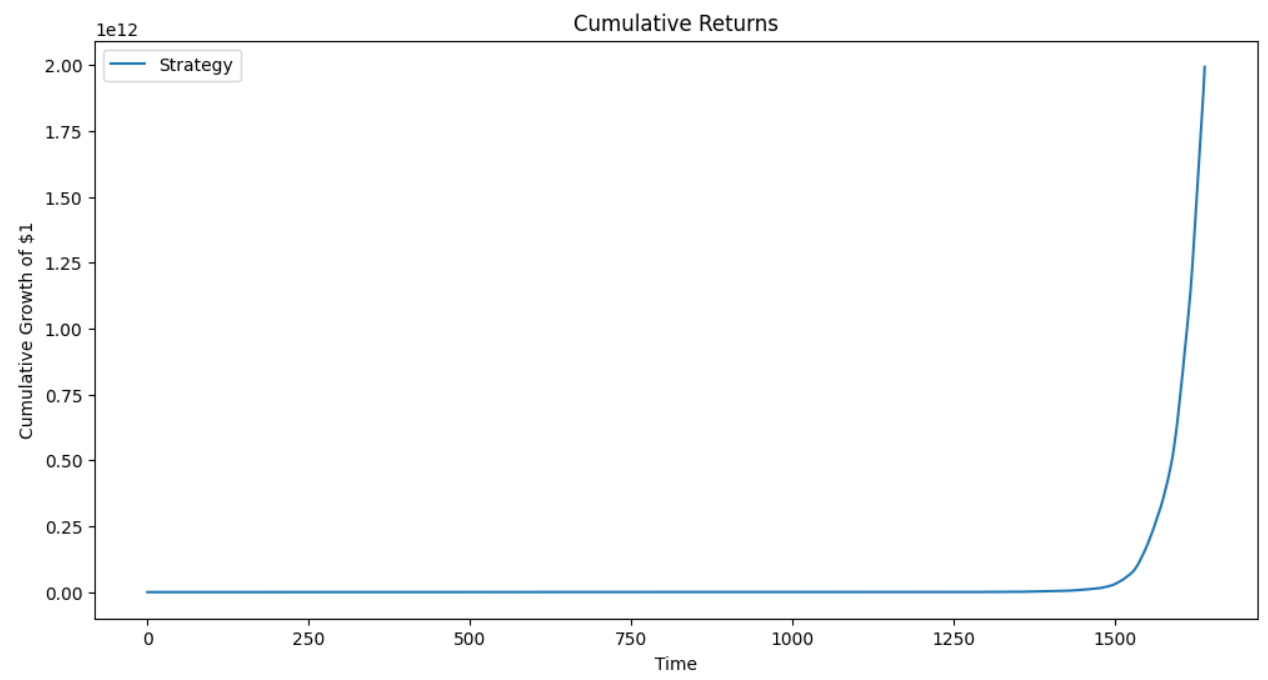 Cumulative Returns
1e12
Strategy
2.00
1.75
1.50
1.25
1.00
0.75
0.50
0.25
0.00
Cumulative Growth of $1
0 250 500 750 1000 1250 1500
Time